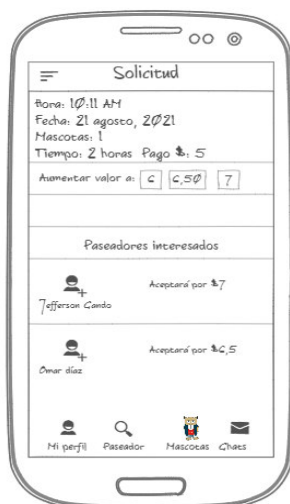 Solicitud
Hora: 10:11 AM
Fecha: 21 agosto, 2021
Mascotas: 1
Tiempo: 2 horas Pago $: 5
Aumentar valor a: 6 6,50 7
Paseadores interesados
Aceptará por $7
Jefferson Gando
Aceptará por $6,5
Omar díaz
Mi perfil Paseador Mascotas Chats